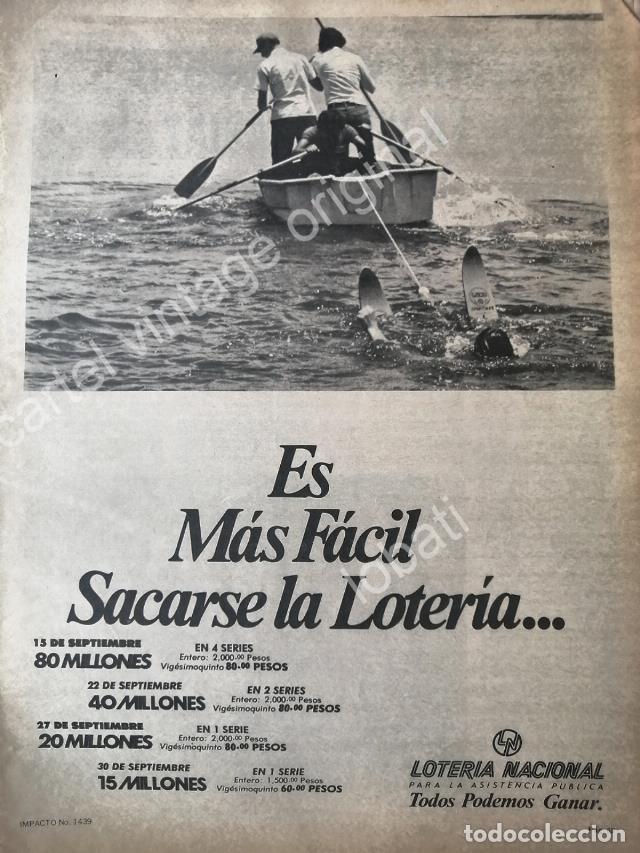 cartel vintage original
lobati
Es
Más Fácil
Sacarse la Lotería...
15 DE SEPTIEMBRE
80 MILLONES
EN 4 SERIES
Entero: 2,000.00 Pesos
Vigésimoquinto 80.00 PESOS
22 DE SEPTIEMBRE
40 MILLONES
EN 2 SERIES
Entero: 2,000.00 Pesos
Vigésimoquinto 80.00 PESOS
27 DE SEPTIEMBRE
20 MILLONES
EN 1 SERIE
Entero: 2,000.00 Pesos
Vigésimoquinto 80.00 PESOS
30 DE SEPTIEMBRE
15 MILLONES
EN 1 SERIE
Entero: 1,500.00 Pesos
Vigésimoquinto 60.00 PESOS
LN
LOTERIA NACIONAL
PARA LA ASISTENCIA PUBLICA
Todos Podemos Ganar.
IMPACTO No. 1439
todocoleccion.net